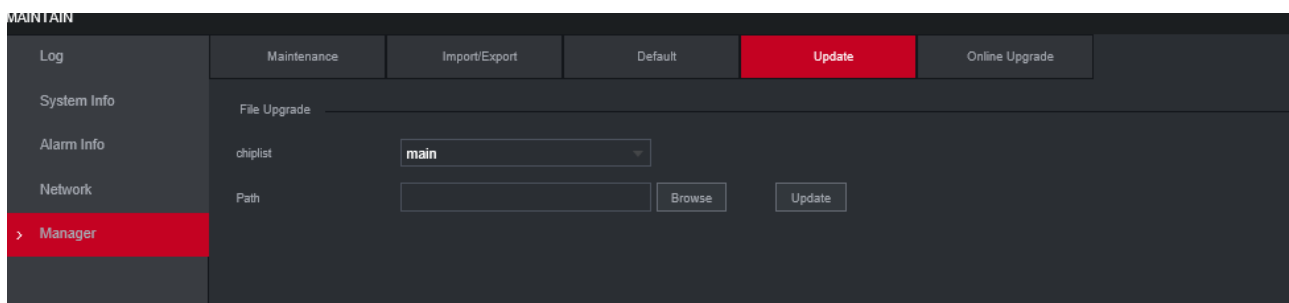 MAINTAIN
Log
Maintenance
Import/Export
Default
Update
Online Upgrade
System Info
File Upgrade
Alarm Info
chiplist
main
Network
Path
Browse
Update
Manager